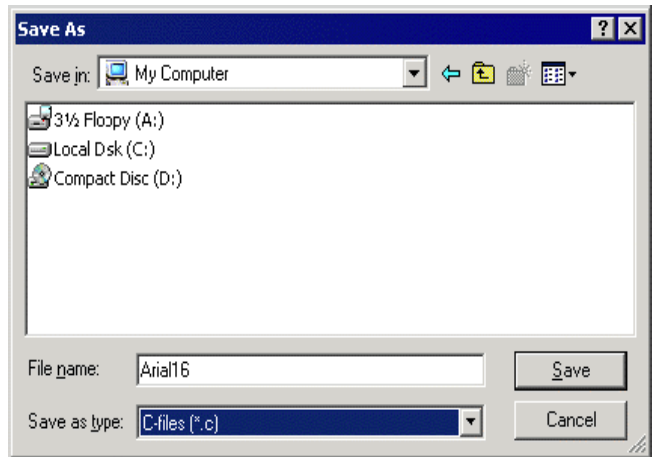 Save As
Save in: My Computer
3½ Floppy (A:)
Local Dsk (C:)
Compact Disc (D:)
File name: Arial16 Save
Save as type: C-files (*.c) Cancel